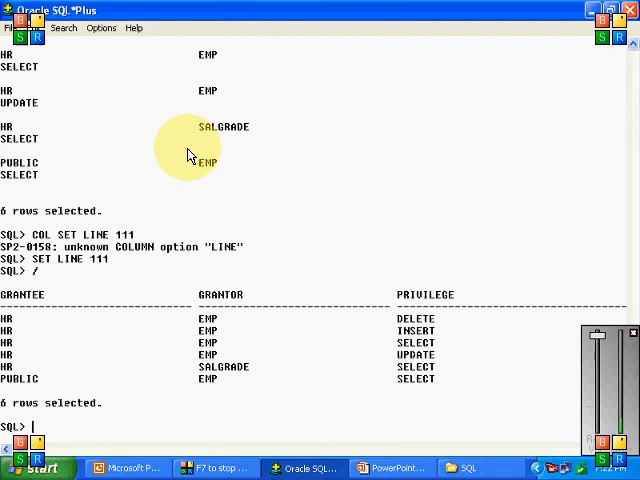 Oracle SQL*Plus
Search Options Help
HR EMP
SELECT
HR EMP
UPDATE
HR SALGRADE
SELECT
PUBLIC EMP
SELECT
6 rows selected.
SQL> COL SET LINE 111
SP2-0158: unknown COLUMN option "LINE"
SQL> SET LINE 111
SQL> /
GRANTEE GRANTOR PRIVILEGE
HR EMP DELETE
HR EMP INSERT
HR EMP SELECT
HR EMP UPDATE
HR SALGRADE SELECT
PUBLIC EMP SELECT
6 rows selected.
SQL>
B
S R
B
S R
B
S R
B
S R
start Microsoft P... F7 to stop ... Oracle SQL... PowerPoint... SQL 7:22 PM